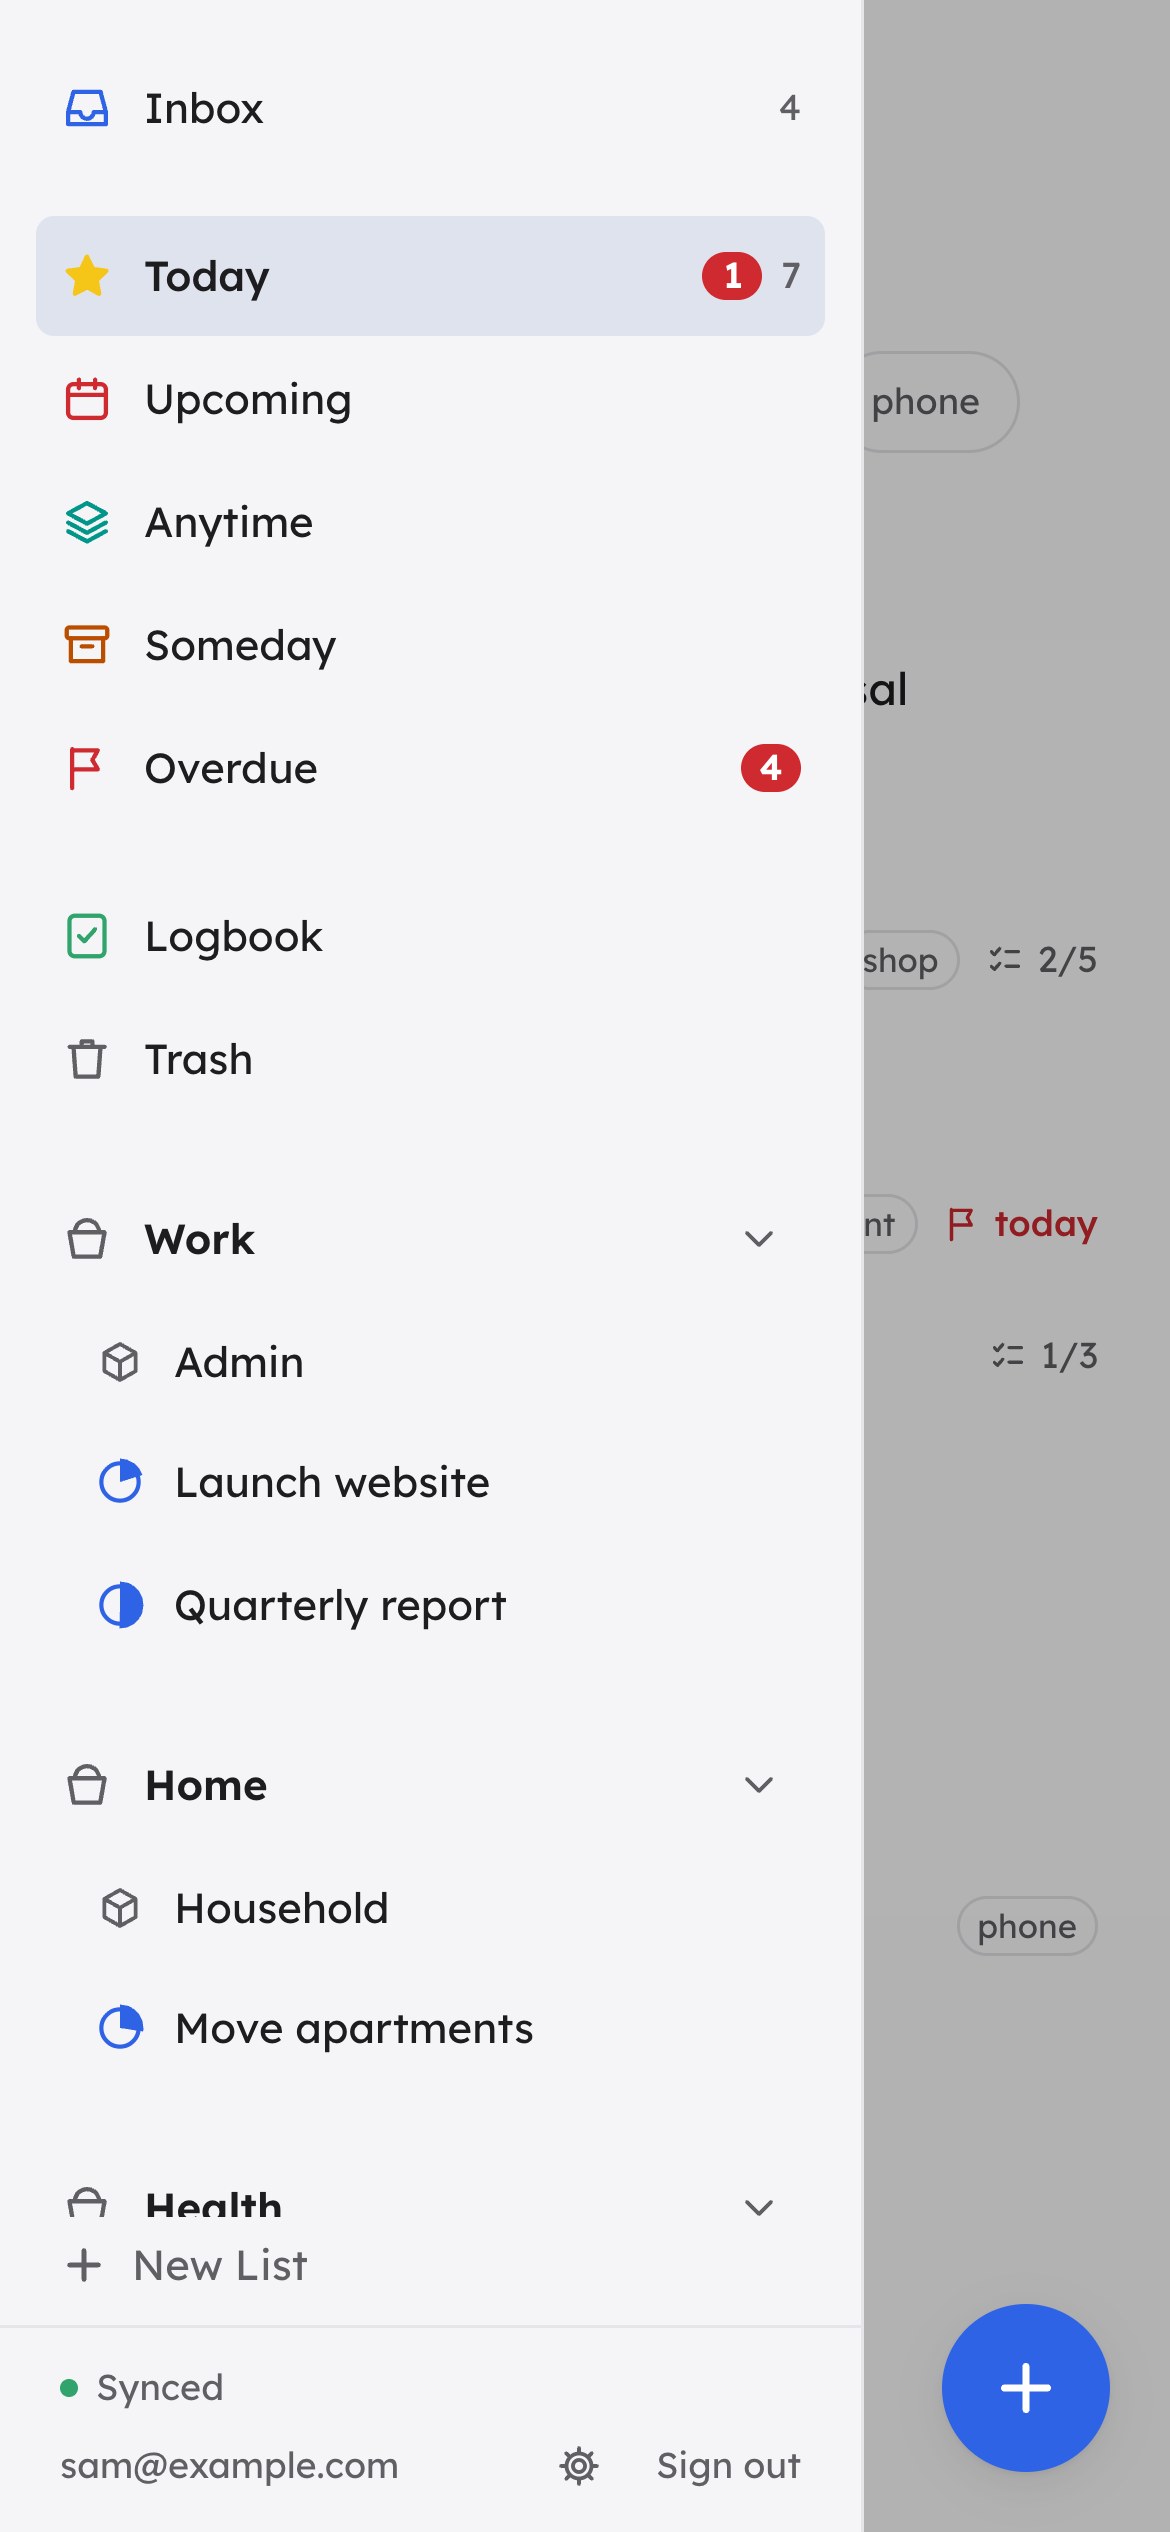 Inbox 4
Today 1 7
Upcoming
phone
Anytime
Someday
Overdue 4
Logbook
shop 2/5
Trash
today
Work
1/3
Admin
Launch website
Quarterly report
Home
Household
phone
Move apartments
Health
New List
Synced
sam@example.com Sign out